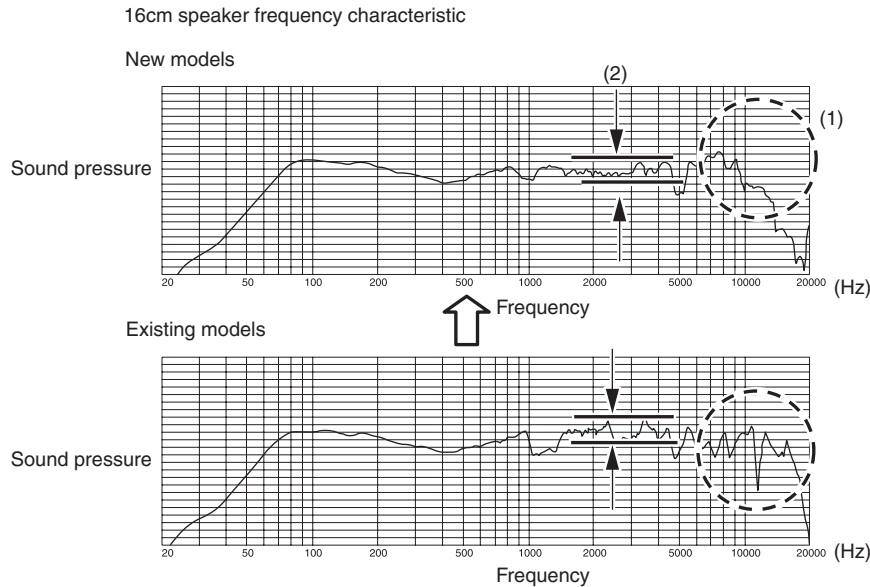 16cm speaker frequency characteristic
New models
(2)
(1)
Sound pressure
20 50 100 200 500 1000 2000 5000 10000 20000 (Hz)
Frequency
Existing models
Sound pressure
20 50 100 200 500 1000 2000 5000 10000 20000 (Hz)
Frequency